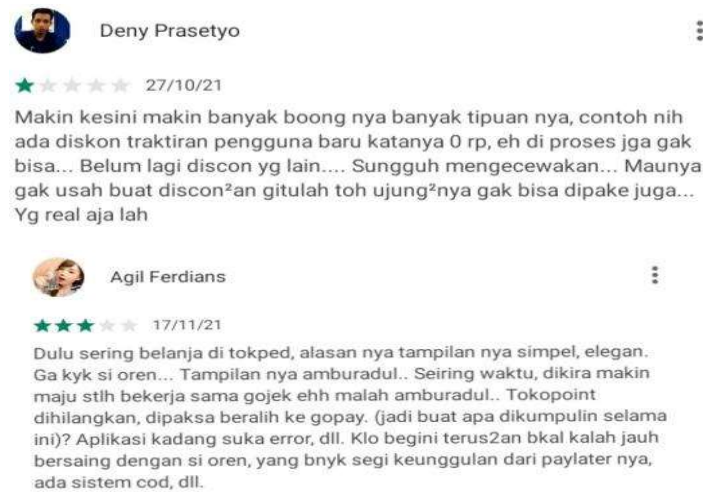 Deny Prasetyo
27/10/21
Makin kesini makin banyak boong nya banyak tipuan nya, contoh nih
ada diskon traktiran pengguna baru katanya 0 rp, eh di proses jga gak
bisa... Belum lagi discon yg lain.... Sungguh mengecewakan... Maunya
gak usah buat discon²an gitulah toh ujung²nya gak bisa dipake juga...
Yg real aja lah
Agil Ferdians
17/11/21
Dulu sering belanja di tokped, alasan nya tampilan nya simpel, elegan.
Ga kyk si oren... Tampilan nya amburadul.. Seiring waktu, dikira makin
maju stlh bekerja sama gojek ehh malah amburadul.. Tokopoint
dihilangkan, dipaksa beralih ke gopay. (jadi buat apa dikumpulin selama
ini)? Aplikasi kadang suka error, dll. Klo begini terus2an bkal kalah jauh
bersaing dengan si oren, yang bnyk segi keunggulan dari paylater nya,
ada sistem cod, dll.